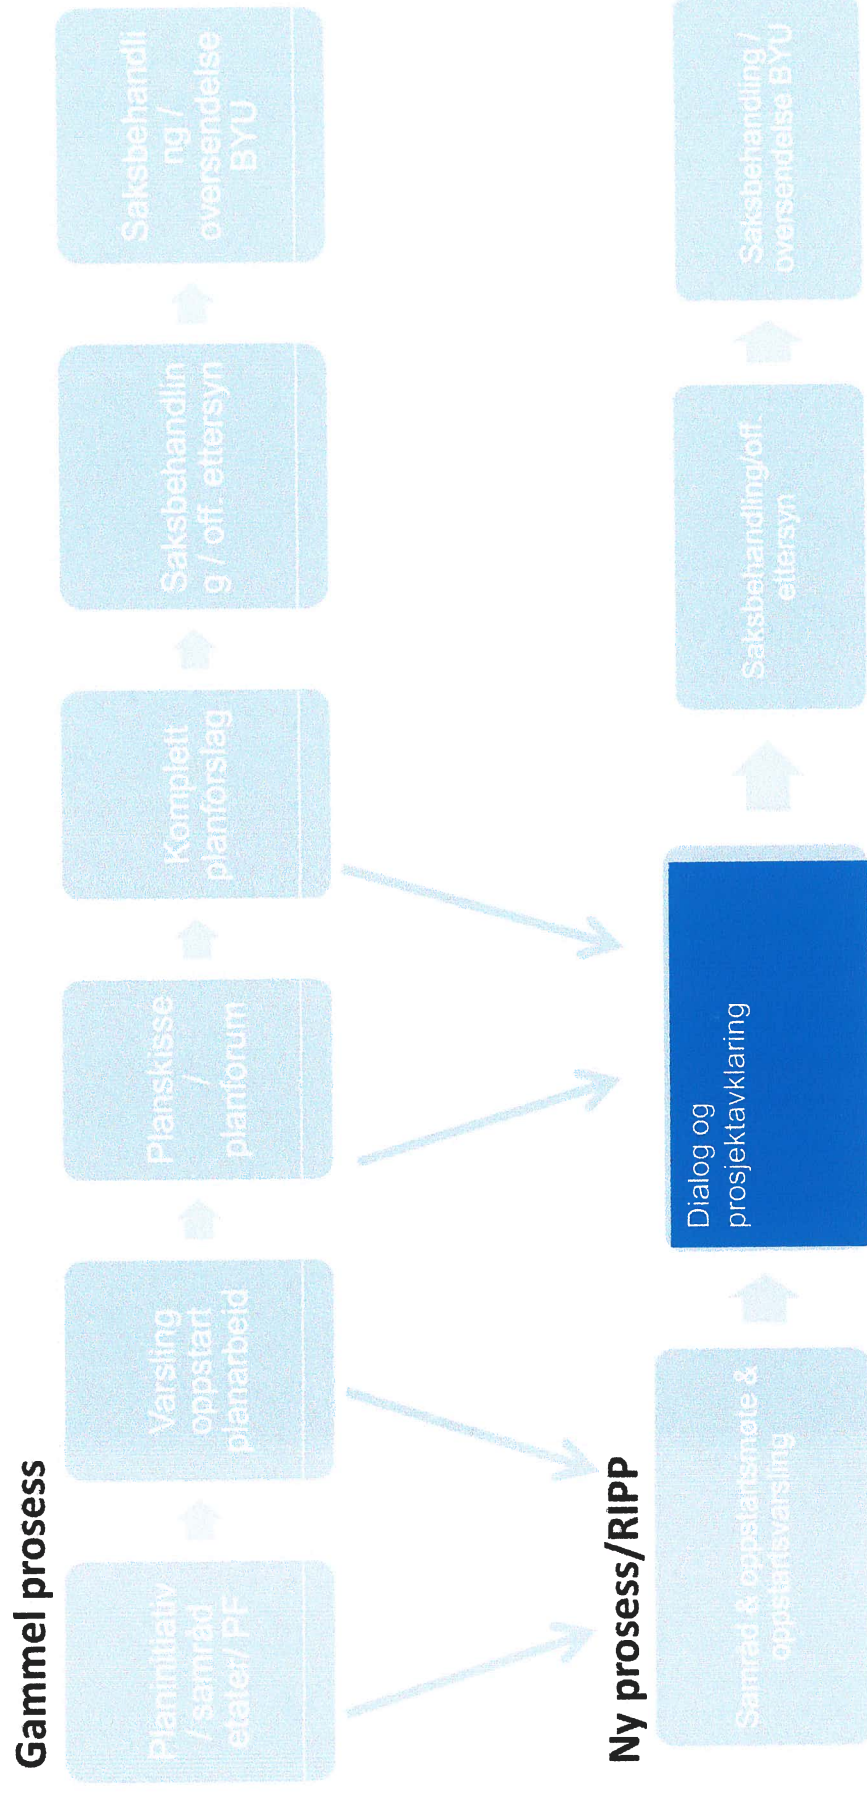 Gammel prosess
Planinitiativ
/ samråd
etater/ PF
Varsling
oppstart
planarbeid
Planskisse
/
planforum
Komplett
planforslag
Saksbehandlin
g / off. ettersyn
Saksbehandli
ng /
oversendelse
BYU
Ny prosess/RIPP
Samråd & oppstartsmøte &
oppstartsvarsling
Dialog og
prosjektavklaring
Saksbehandling/off.
ettersyn
Saksbehandling /
oversendelse BYU